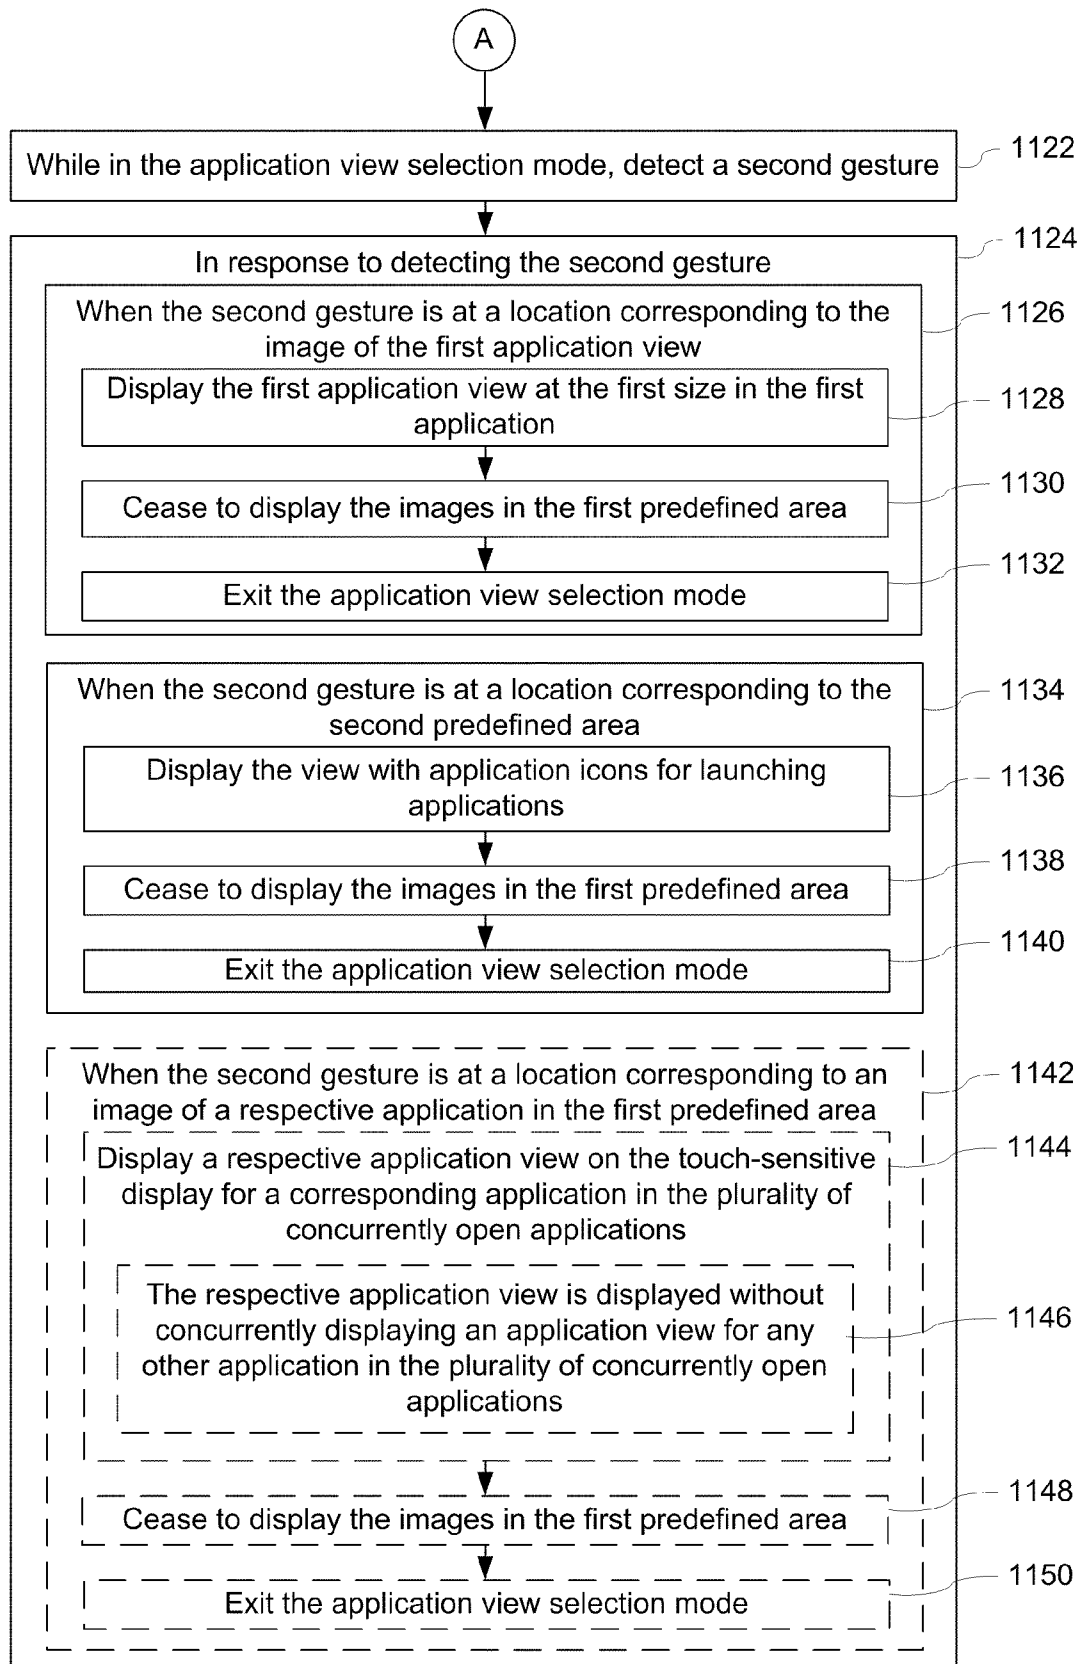 A
While in the application view selection mode, detect a second gesture
1122
1124
In response to detecting the second gesture
When the second gesture is at a location corresponding to the
image of the first application view
1126
Display the first application view at the first size in the first
application
1128
Cease to display the images in the first predefined area
1130
Exit the application view selection mode
1132
When the second gesture is at a location corresponding to the
second predefined area
1134
Display the view with application icons for launching
applications
1136
Cease to display the images in the first predefined area
1138
Exit the application view selection mode
1140
When the second gesture is at a location corresponding to an
image of a respective application in the first predefined area
1142
Display a respective application view on the touch-sensitive
display for a corresponding application in the plurality of
concurrently open applications
1144
The respective application view is displayed without
concurrently displaying an application view for any
other application in the plurality of concurrently open
applications
1146
Cease to display the images in the first predefined area
1148
Exit the application view selection mode
1150